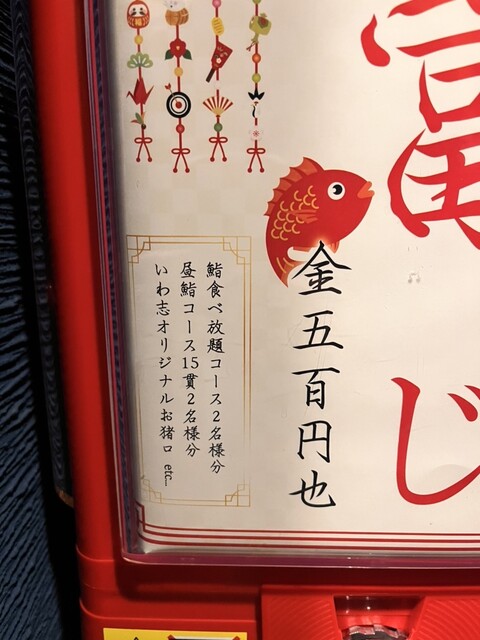 富
じ
金五百円也
鮨食べ放題コース2名様分
昼鮨コース15貫2名様分
いわ志オリジナルお猪口 etc..